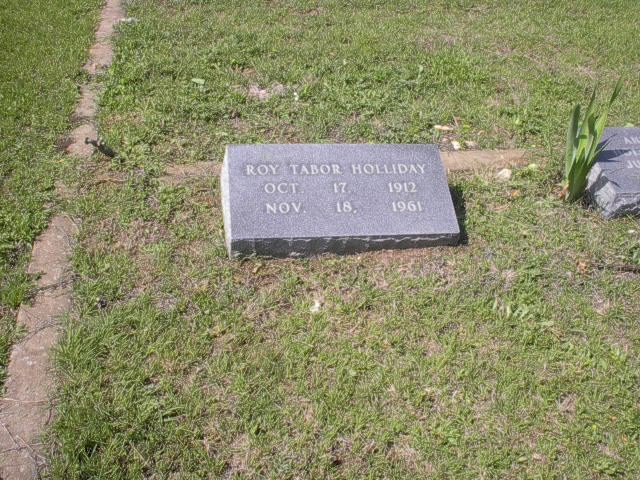 ROY TABOR HOLLIDAY
OCT. 17, 1912
NOV. 18, 1961